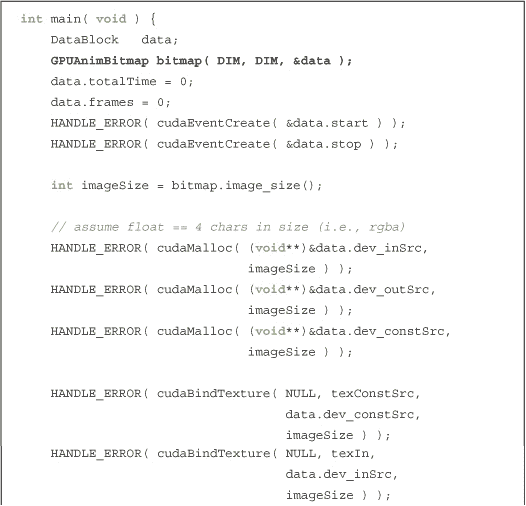 int main( void ) {
    DataBlock   data;
    GPUAnimBitmap bitmap( DIM, DIM, &data );
    data.totalTime = 0;
    data.frames = 0;
    HANDLE_ERROR( cudaEventCreate( &data.start ) );
    HANDLE_ERROR( cudaEventCreate( &data.stop ) );

    int imageSize = bitmap.image_size();

    // assume float == 4 chars in size (i.e., rgba)
    HANDLE_ERROR( cudaMalloc( (void**)&data.dev_inSrc,
                              imageSize ) );
    HANDLE_ERROR( cudaMalloc( (void**)&data.dev_outSrc,
                              imageSize ) );
    HANDLE_ERROR( cudaMalloc( (void**)&data.dev_constSrc,
                              imageSize ) );

    HANDLE_ERROR( cudaBindTexture( NULL, texConstSrc,
                                   data.dev_constSrc,
                                   imageSize ) );
    HANDLE_ERROR( cudaBindTexture( NULL, texIn,
                                   data.dev_inSrc,
                                   imageSize ) );